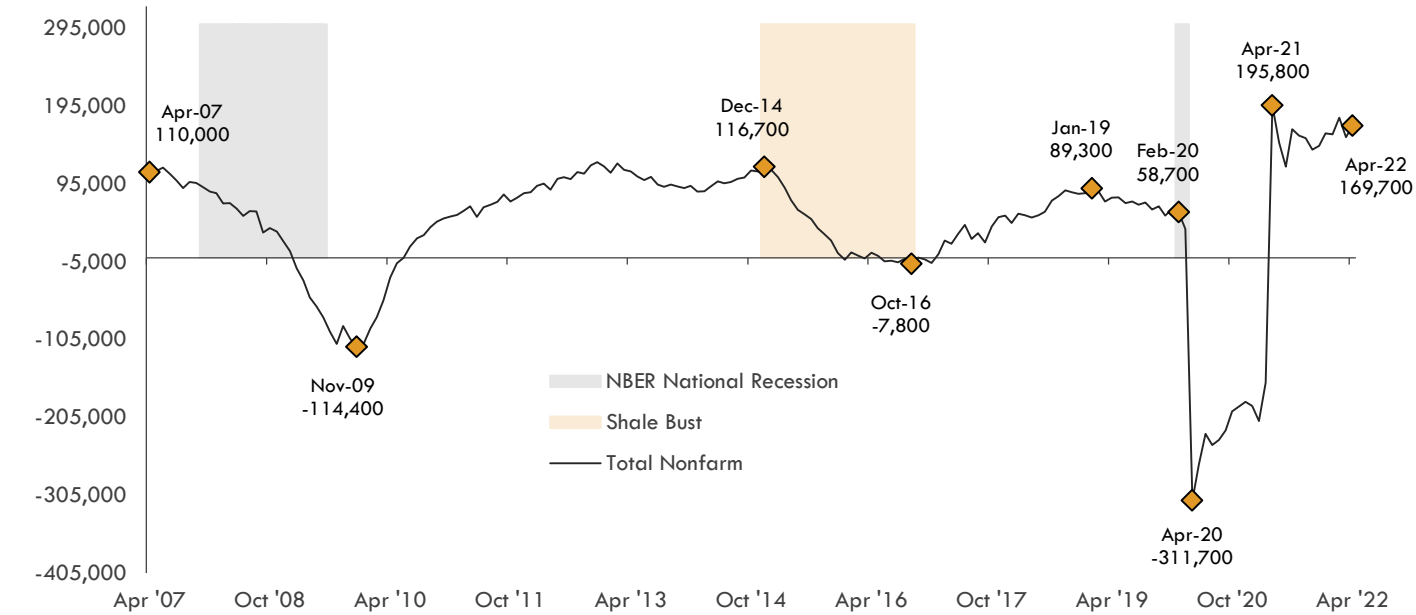 295,000
195,000
95,000
-5,000
-105,000
-205,000
-305,000
-405,000
Apr-07
110,000
Nov-09
-114,400
Dec-14
116,700
Oct-16
-7,800
Jan-19
89,300
Feb-20
58,700
Apr-20
-311,700
Apr-21
195,800
Apr-22
169,700
NBER National Recession
Shale Bust
Total Nonfarm
Apr '07 Oct '08 Apr '10 Oct '11 Apr '13 Oct '14 Apr '16 Oct '17 Apr '19 Oct '20 Apr '22